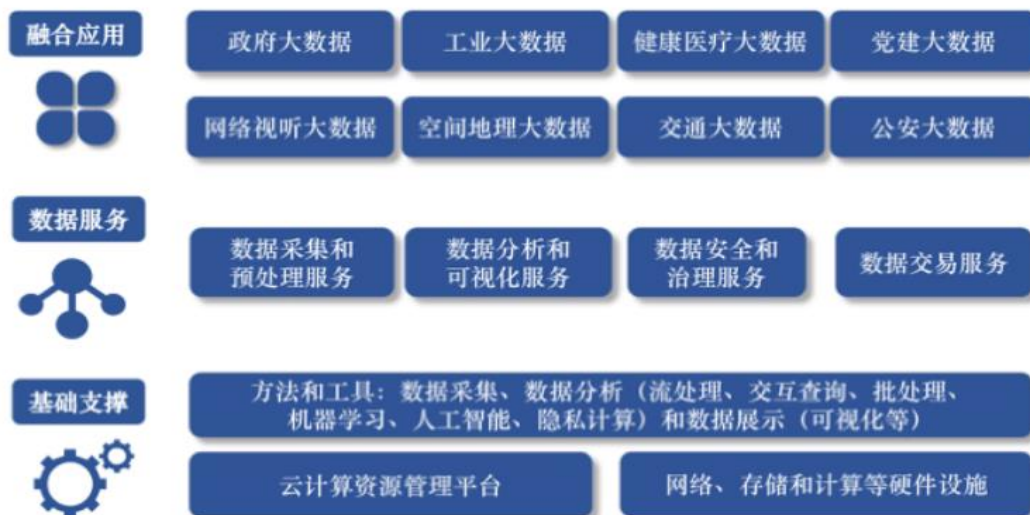 融合应用
政府大数据
工业大数据
健康医疗大数据
党建大数据
网络视听大数据
空间地理大数据
交通大数据
公安大数据
数据服务
数据采集和
预处理服务
数据分析和
可视化服务
数据安全和
治理服务
数据交易服务
基础支撑
方法和工具：数据采集、数据分析（流处理、交互查询、批处理、
机器学习、人工智能、隐私计算）和数据展示（可视化等）
云计算资源管理平台
网络、存储和计算等硬件设施